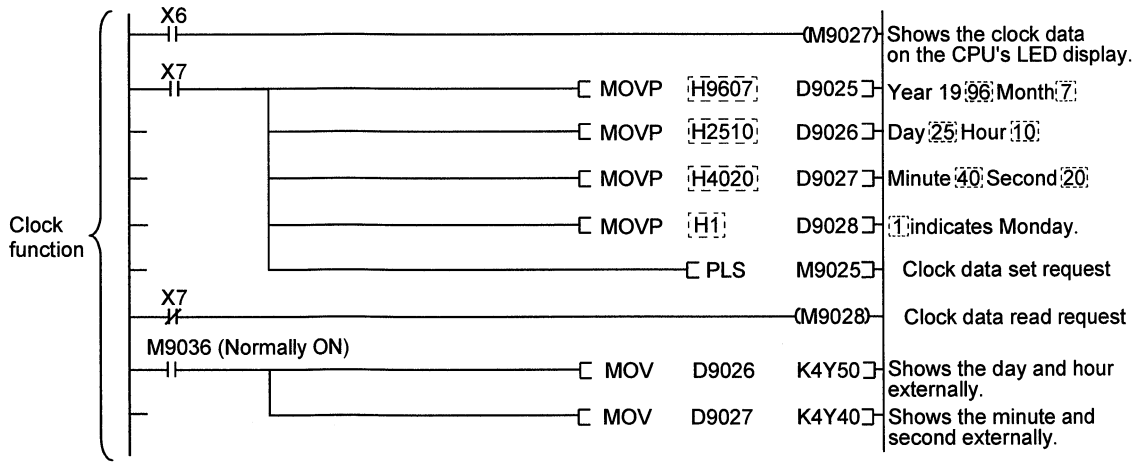 X6
(M9027)
Shows the clock data
on the CPU's LED display.
X7
MOVP H9607 D9025
Year 19 96 Month 7
MOVP H2510 D9026
Day 25 Hour 10
MOVP H4020 D9027
Minute 40 Second 20
MOVP H1 D9028
1 indicates Monday.
Clock
function
PLS M9025
Clock data set request
X7
(M9028)
Clock data read request
M9036 (Normally ON)
MOV D9026 K4Y50
Shows the day and hour
externally.
MOV D9027 K4Y40
Shows the minute and
second externally.